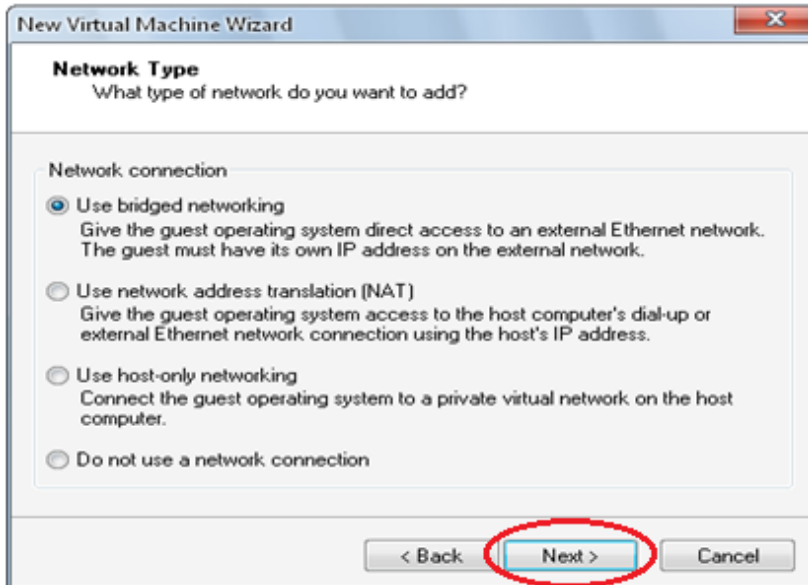 New Virtual Machine Wizard
Network Type
What type of network do you want to add?
Network connection
Use bridged networking
Give the guest operating system direct access to an external Ethernet network.
The guest must have its own IP address on the external network.
Use network address translation (NAT)
Give the guest operating system access to the host computer's dial-up or
external Ethernet network connection using the host's IP address.
Use host-only networking
Connect the guest operating system to a private virtual network on the host
computer.
Do not use a network connection
< Back Next > Cancel